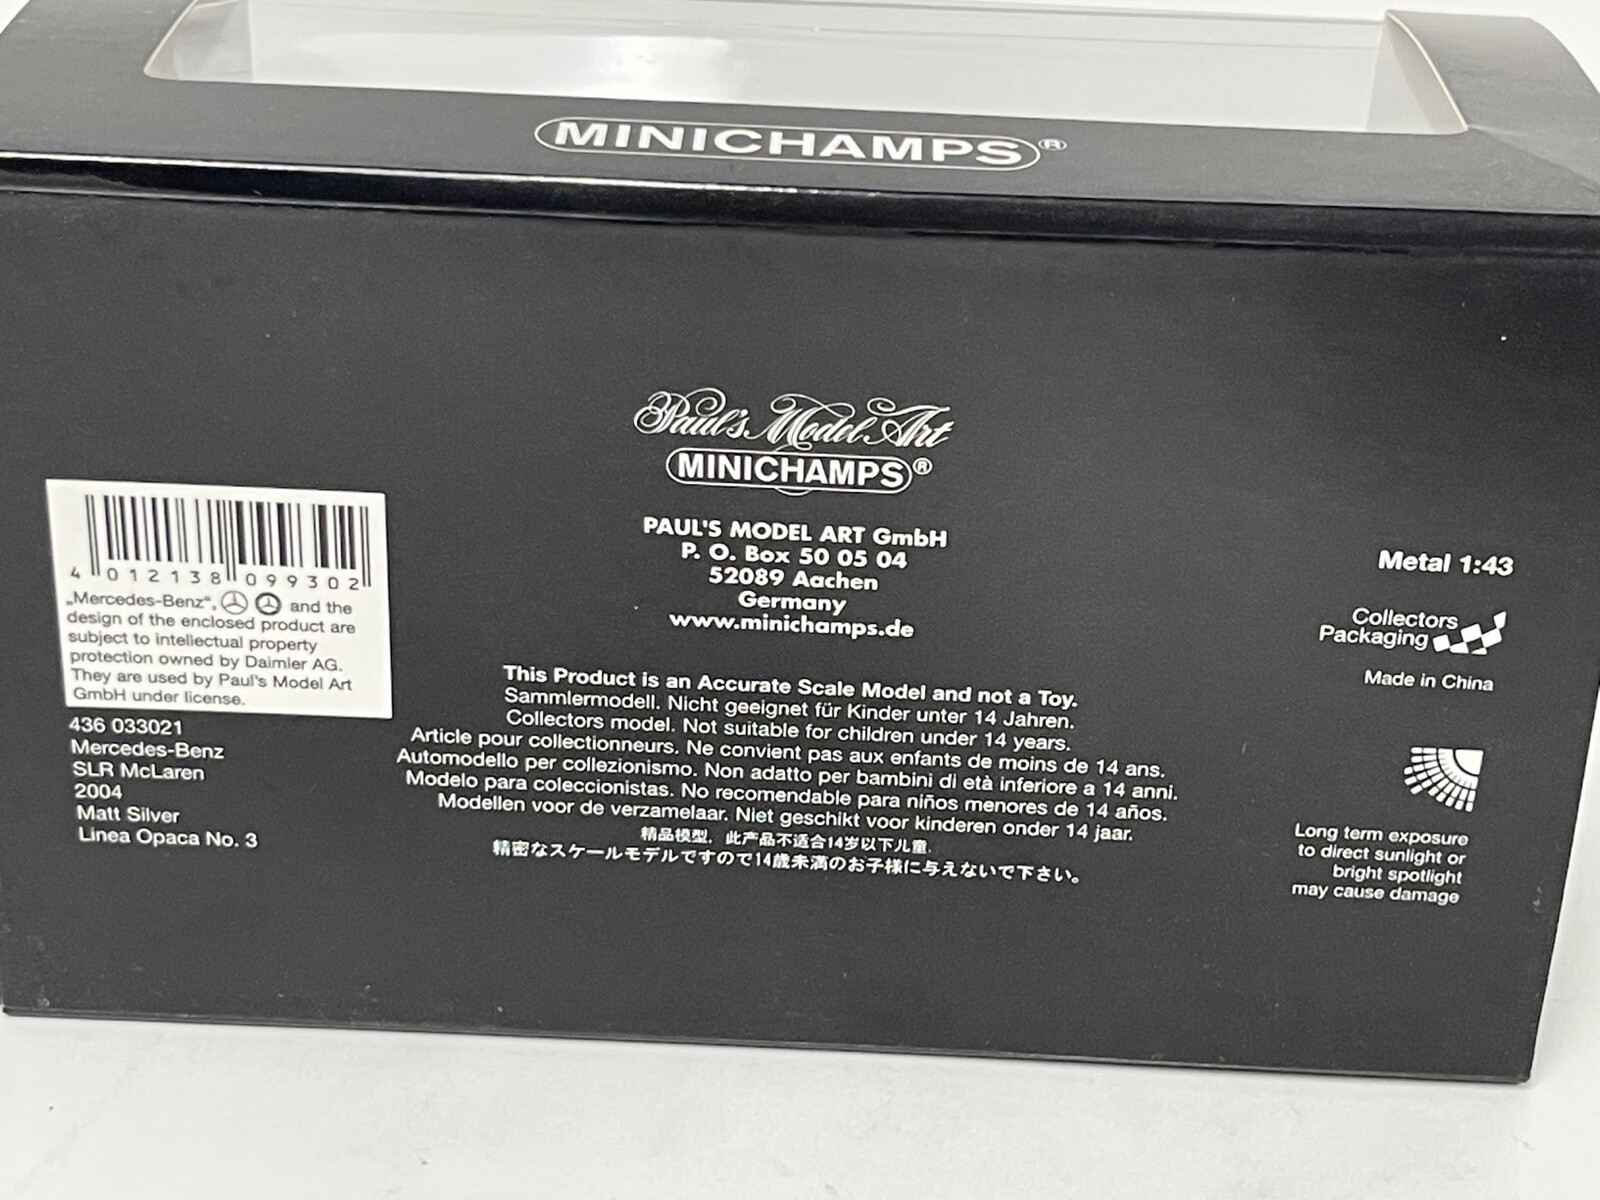 MINICHAMPS®
Paul's Model Art
MINICHAMPS®
PAUL'S MODEL ART GmbH
P. O. Box 50 05 04
52089 Aachen
Germany
www.minichamps.de
4 012138 099302
„Mercedes-Benz“, and the
design of the enclosed product are
subject to intellectual property
protection owned by Daimler AG.
They are used by Paul's Model Art
GmbH under license.
436 033021
Mercedes-Benz
SLR McLaren
2004
Matt Silver
Linea Opaca No. 3
This Product is an Accurate Scale Model and not a Toy.
Sammlermodell. Nicht geeignet für Kinder unter 14 Jahren.
Collectors model. Not suitable for children under 14 years.
Article pour collectionneurs. Ne convient pas aux enfants de moins de 14 ans.
Automodello per collezionismo. Non adatto per bambini di età inferiore a 14 anni.
Modelo para coleccionistas. No recomendable para niños menores de 14 años.
Modellen voor de verzamelaar. Niet geschikt voor kinderen onder 14 jaar.
精品模型，此产品不适合14岁以下儿童.
精密なスケールモデルですので14歳未満のお子様に与えないで下さい。
Metal 1:43
Collectors
Packaging
Made in China
Long term exposure
to direct sunlight or
bright spotlight
may cause damage